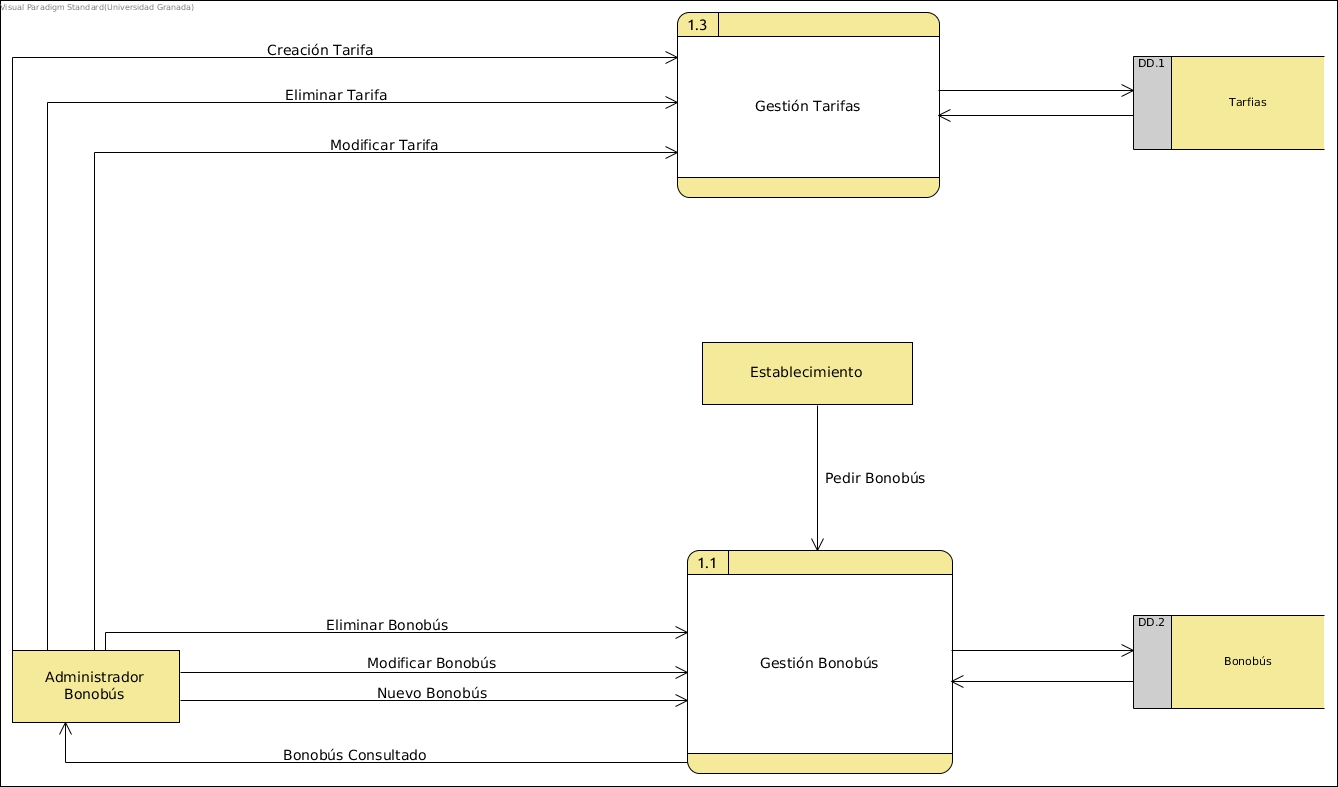 Visual Paradigm Standard(Universidad Granada)
1.3
Creación Tarifa
DD.1
Eliminar Tarifa
Gestión Tarifas
Tarfias
Modificar Tarifa
Establecimiento
Pedir Bonobús
1.1
Eliminar Bonobús
DD.2
Modificar Bonobús
Gestión Bonobús
Bonobús
Administrador
Bonobús
Nuevo Bonobús
Bonobús Consultado